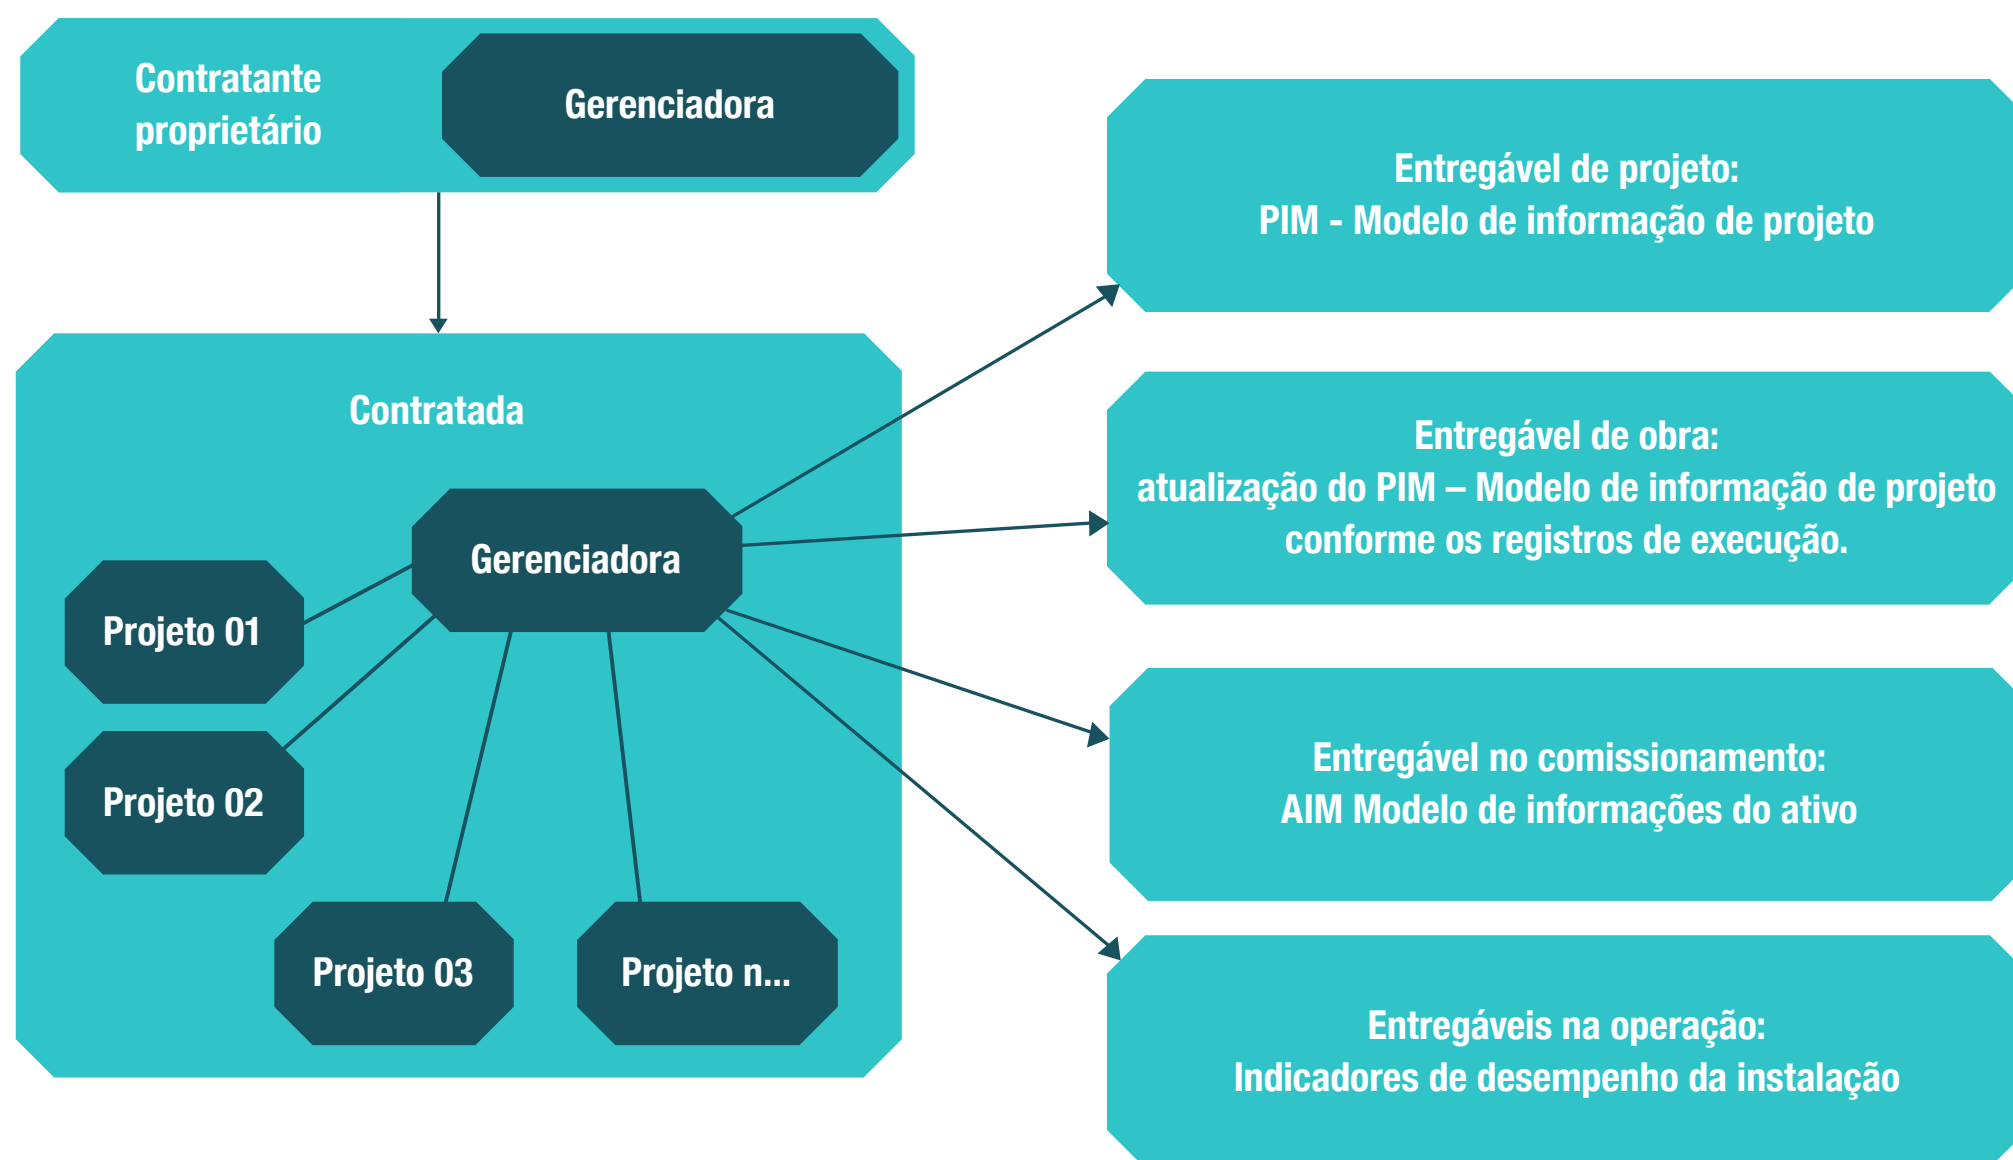 Contratante
proprietário
Gerenciadora
Contratada
Gerenciadora
Projeto 01
Projeto 02
Projeto 03
Projeto n...
Entregável de projeto:
PIM - Modelo de informação de projeto
Entregável de obra:
atualização do PIM – Modelo de informação de projeto
conforme os registros de execução.
Entregável no comissionamento:
AIM Modelo de informações do ativo
Entregáveis na operação:
Indicadores de desempenho da instalação